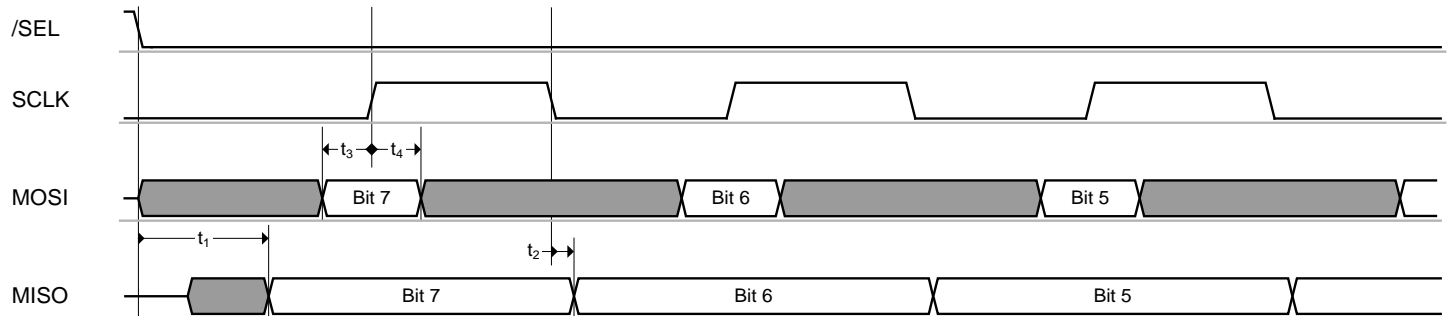 /SEL
SCLK
t3 t4
MOSI Bit 7 Bit 6 Bit 5
t1 t2
MISO Bit 7 Bit 6 Bit 5